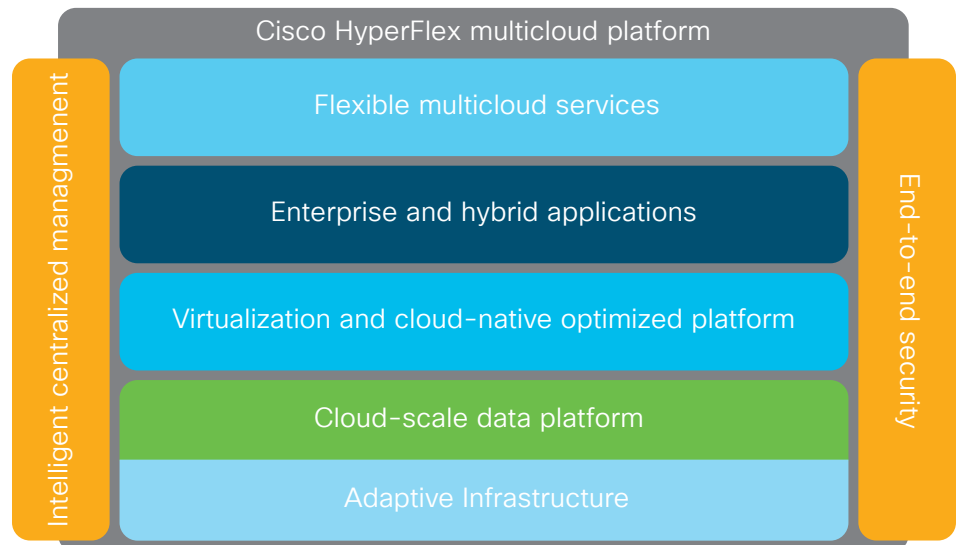 Cisco HyperFlex multicloud platform
Intelligent centralized managmenent
Flexible multicloud services
Enterprise and hybrid applications
Virtualization and cloud-native optimized platform
Cloud-scale data platform
Adaptive Infrastructure
End-to-end security